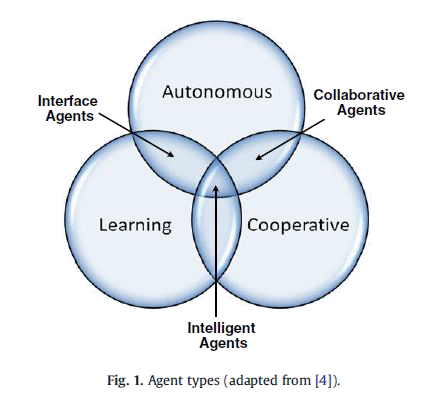 Autonomous
Interface
Agents
Collaborative
Agents
Learning
Cooperative
Intelligent
Agents
Fig. 1. Agent types (adapted from [4]).